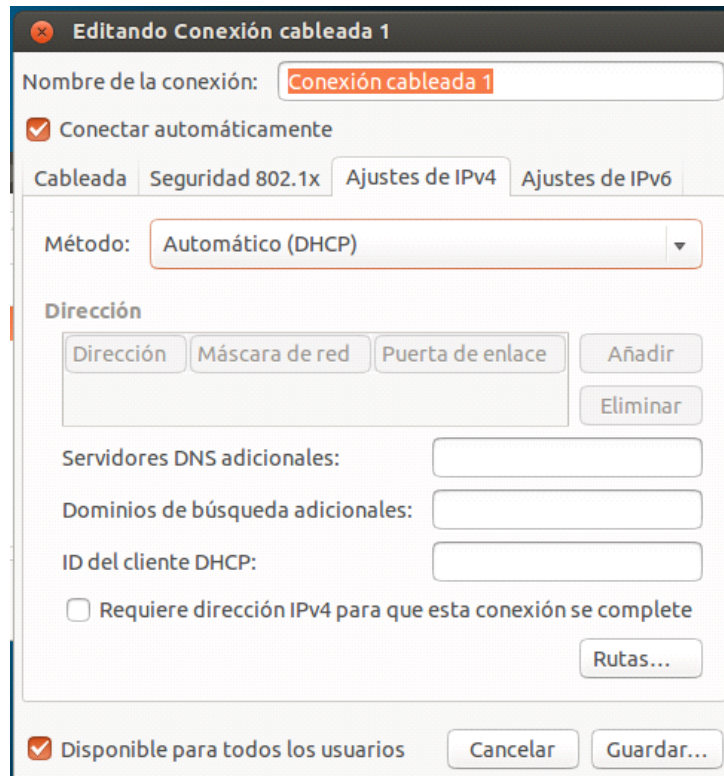 Editando Conexión cableada 1
Nombre de la conexión: Conexión cableada 1
Conectar automáticamente
Cableada Seguridad 802.1x Ajustes de IPv4 Ajustes de IPv6
Método: Automático (DHCP)
Dirección
Dirección Máscara de red Puerta de enlace Añadir
Eliminar
Servidores DNS adicionales:
Dominios de búsqueda adicionales:
ID del cliente DHCP:
Requiere dirección IPv4 para que esta conexión se complete
Rutas…
Disponible para todos los usuarios Cancelar Guardar…